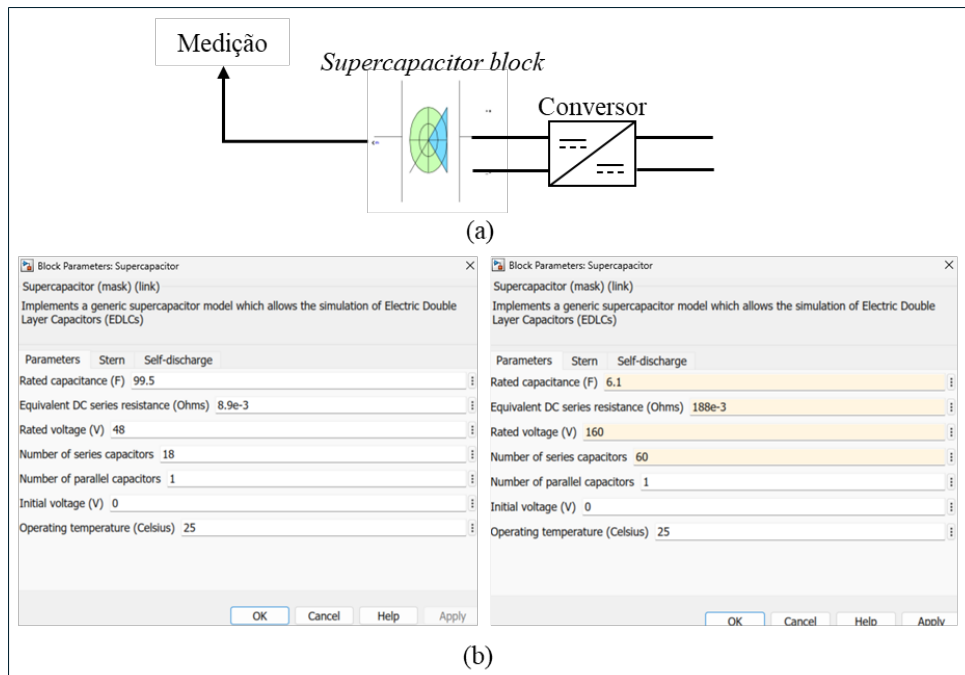 Medição
Supercapacitor block
Conversor
(a)
Block Parameters: Supercapacitor
Supercapacitor (mask) (link)
Implements a generic supercapacitor model which allows the simulation of Electric Double
Layer Capacitors (EDLCs)
Parameters Stern Self-discharge
Rated capacitance (F) 99.5
Equivalent DC series resistance (Ohms) 8.9e-3
Rated voltage (V) 48
Number of series capacitors 18
Number of parallel capacitors 1
Initial voltage (V) 0
Operating temperature (Celsius) 25
OK Cancel Help Apply
Block Parameters: Supercapacitor
Supercapacitor (mask) (link)
Implements a generic supercapacitor model which allows the simulation of Electric Double
Layer Capacitors (EDLCs)
Parameters Stern Self-discharge
Rated capacitance (F) 6.1
Equivalent DC series resistance (Ohms) 188e-3
Rated voltage (V) 160
Number of series capacitors 60
Number of parallel capacitors 1
Initial voltage (V) 0
Operating temperature (Celsius) 25
OK Cancel Help Apply
(b)